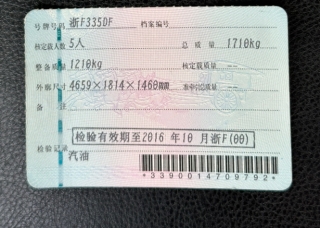 号牌号码 浙F335DF 档案编号
核定载人数 5人 总 质 量 1710kg
整备质量 1210kg 核定载质量 --
外廓尺寸 4659×1814×1460mm 准牵引总质量 --
备 注
检验有效期至2016 年10 月浙F(00)
检验记录
汽油
*3390014709792*